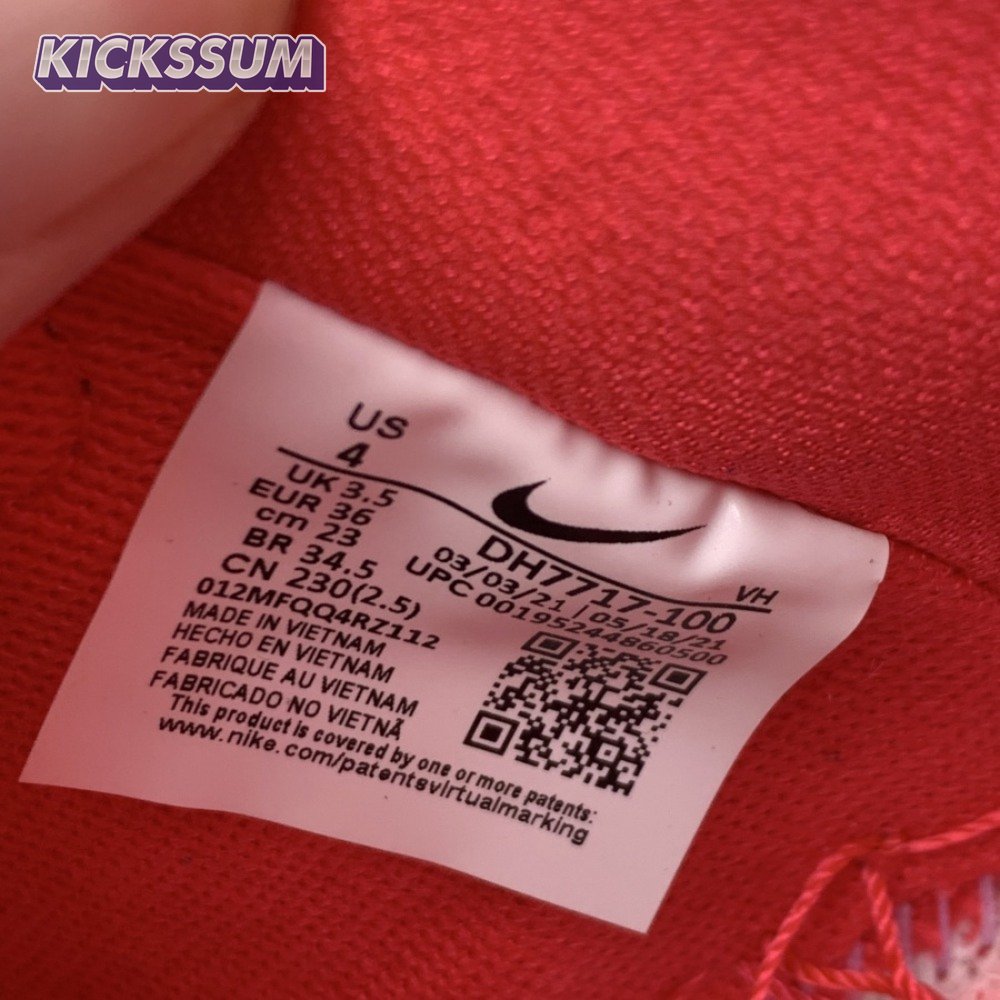 KICKSSUM
US
4
UK 3.5
EUR 36
cm 23
BR 34.5
CN 230(2.5)
012MFQQ4RZ112
MADE IN VIETNAM
HECHO EN VIETNAM
FABRIQUE AU VIETNAM
FABRICADO NO VIETNÃ
This product is covered by one or more patents:
www.nike.com/patentsvirtualmarking
VH
DH7717-100
03/03/21 / 05/18/21
UPC 00195244860500